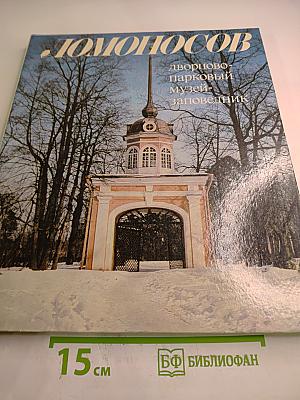 ЛОМОНОСОВ
дворцово-
парковый
музей-
заповедник
15 см
БФ БИБЛИОФАН